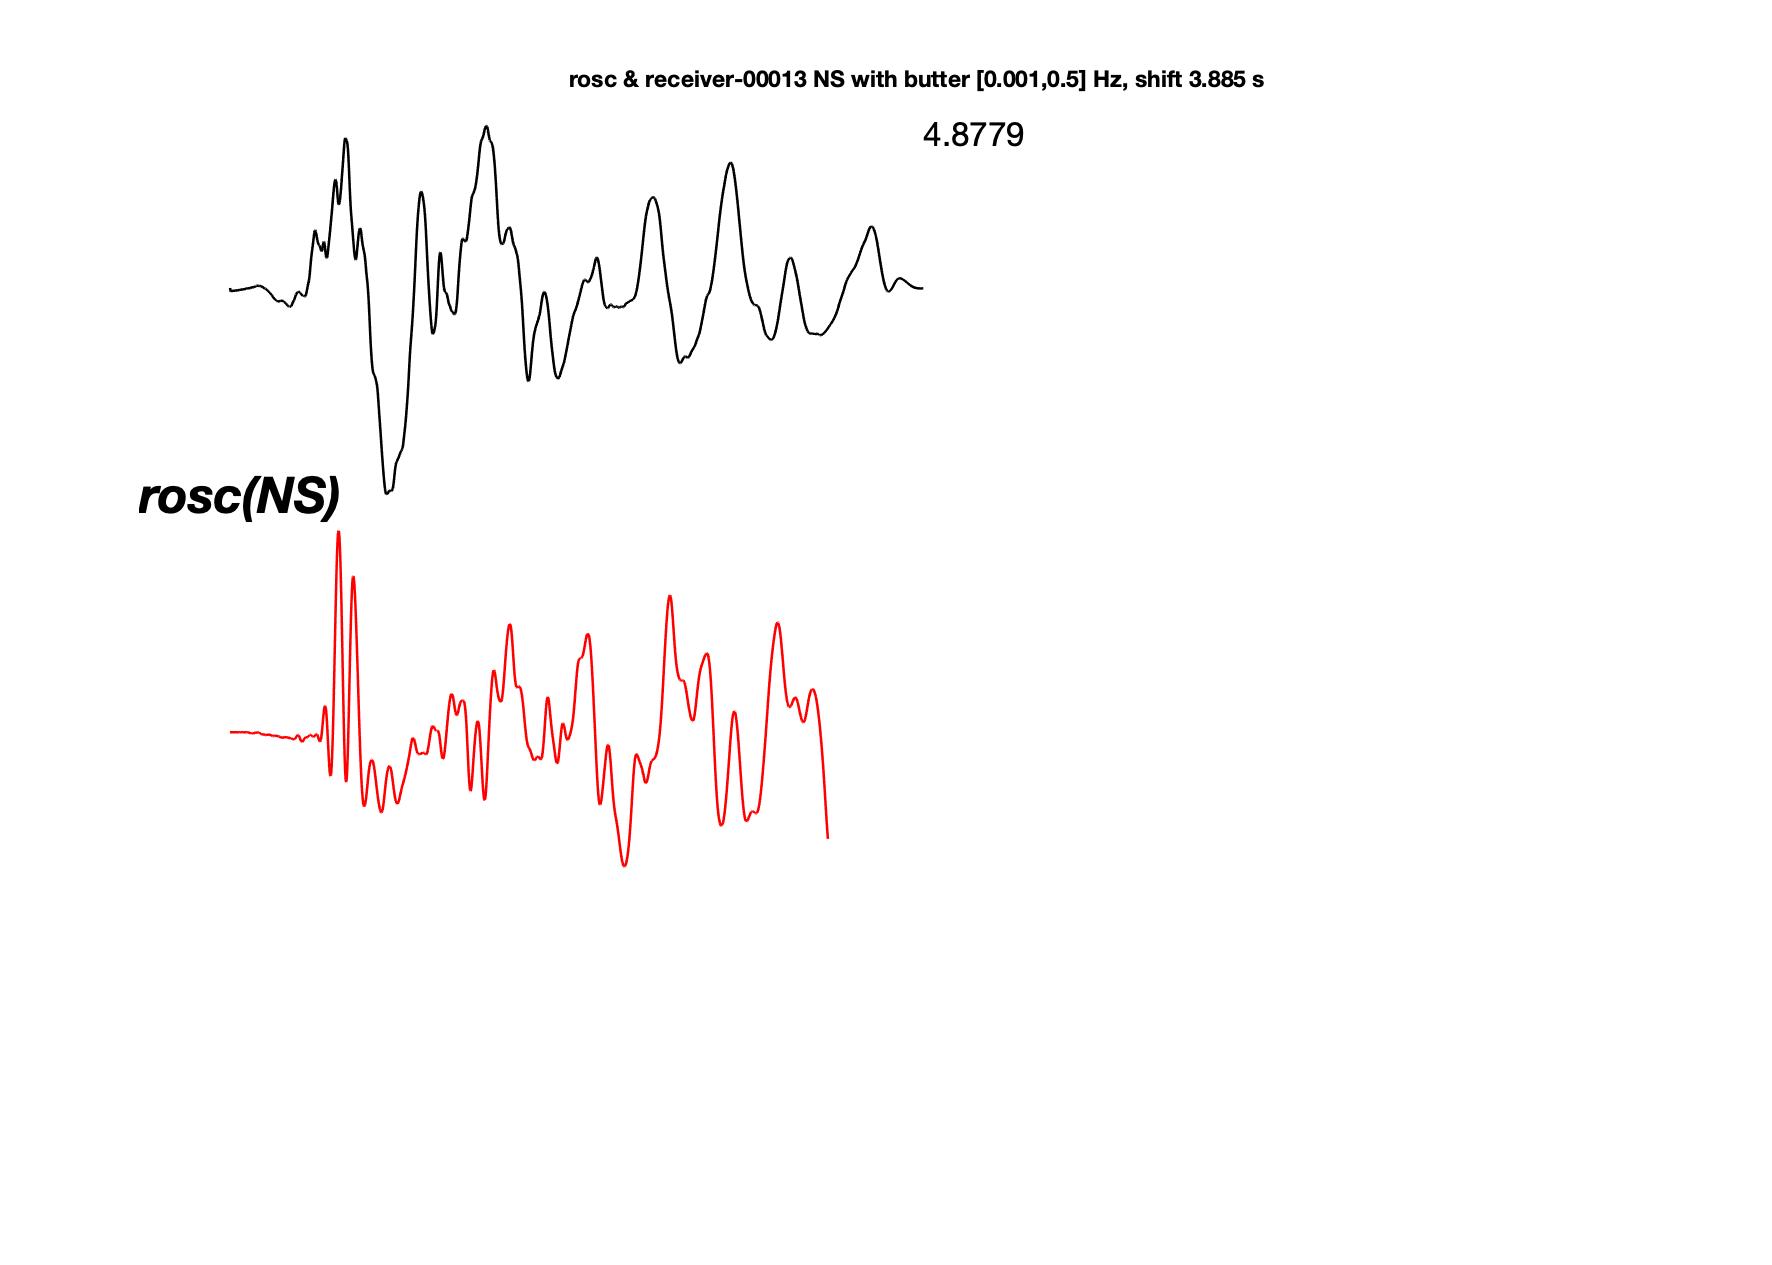 rosc & receiver-00013 NS with butter [0.001,0.5] Hz, shift 3.885 s
4.8779
rosc(NS)